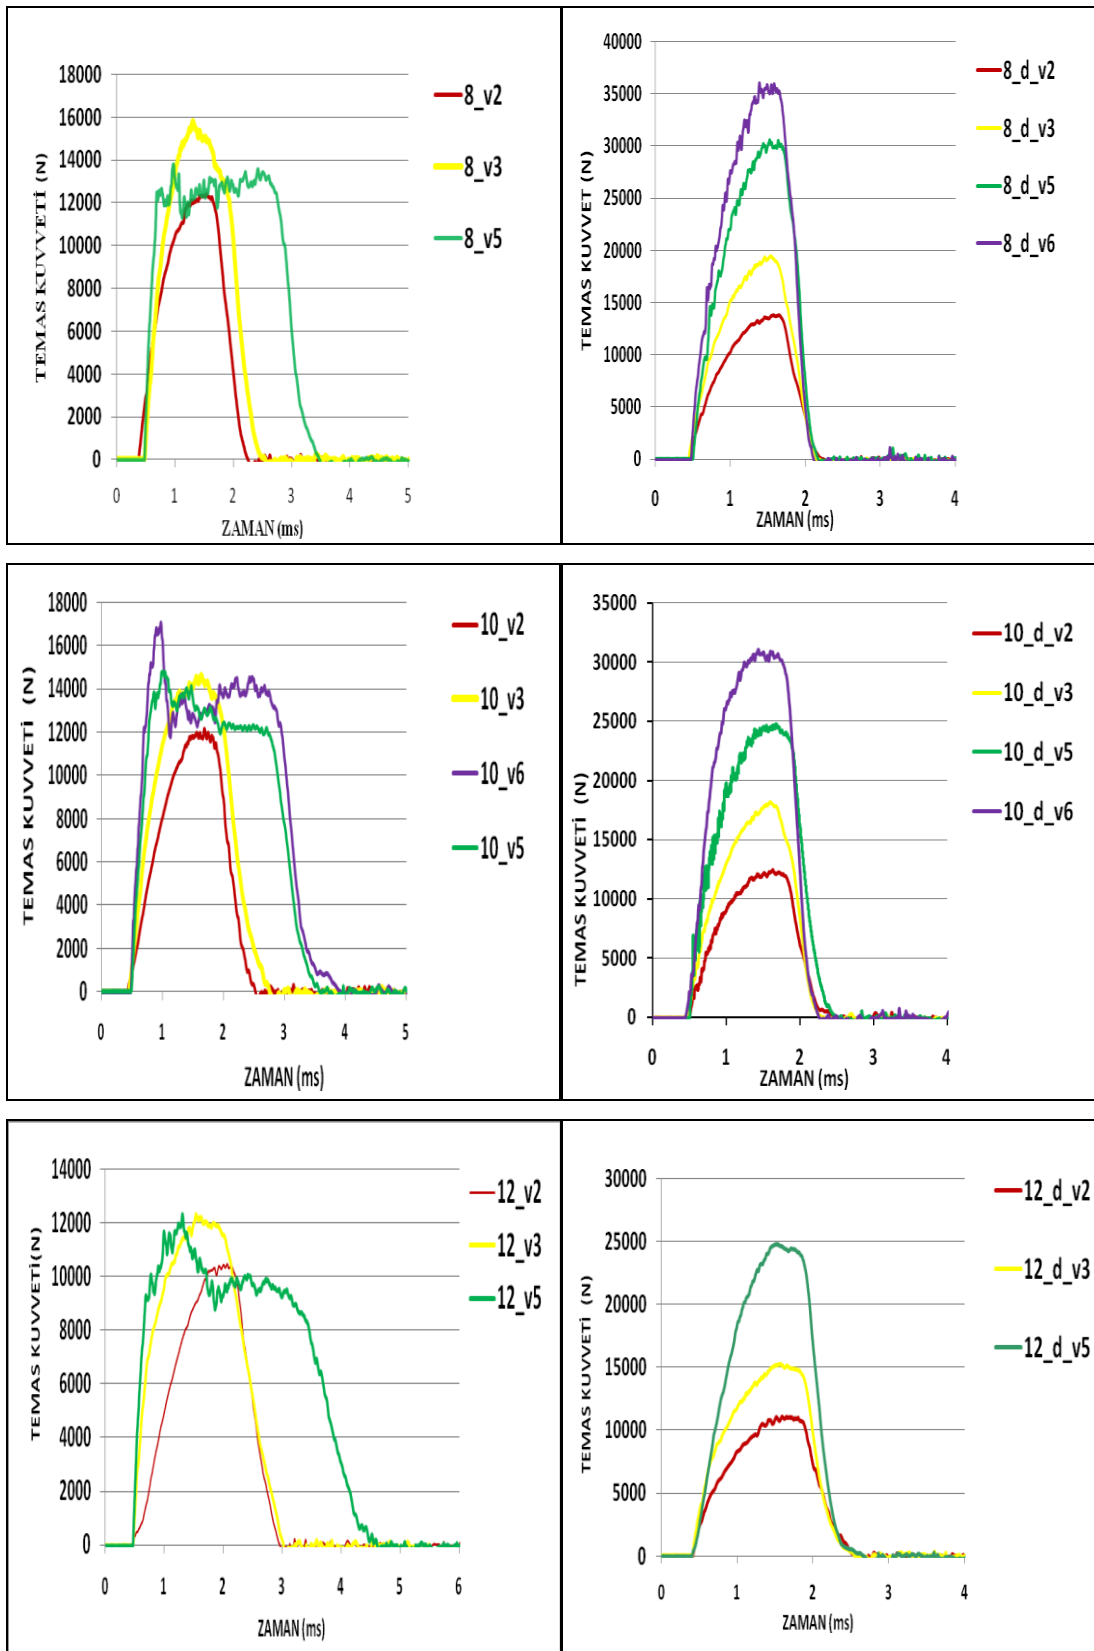 18000
16000
14000
12000
10000
8000
6000
4000
2000
0
0 1 2 3 4 5
TEMAS KUVVETİ (N)
ZAMAN (ms)
8_v2
8_v3
8_v5
40000
35000
30000
25000
20000
15000
10000
5000
0
0 1 2 3 4
TEMAS KUVVET (N)
ZAMAN (ms)
8_d_v2
8_d_v3
8_d_v5
8_d_v6
18000
16000
14000
12000
10000
8000
6000
4000
2000
0
0 1 2 3 4 5
TEMAS KUVVETİ (N)
ZAMAN (ms)
10_v2
10_v3
10_v6
10_v5
35000
30000
25000
20000
15000
10000
5000
0
0 1 2 3 4
TEMAS KUVVETİ (N)
ZAMAN (ms)
10_d_v2
10_d_v3
10_d_v5
10_d_v6
14000
12000
10000
8000
6000
4000
2000
0
0 1 2 3 4 5 6
TEMAS KUVVETİ(N)
ZAMAN (ms)
12_v2
12_v3
12_v5
30000
25000
20000
15000
10000
5000
0
0 1 2 3 4
TEMAS KUVVETİ (N)
ZAMAN (ms)
12_d_v2
12_d_v3
12_d_v5